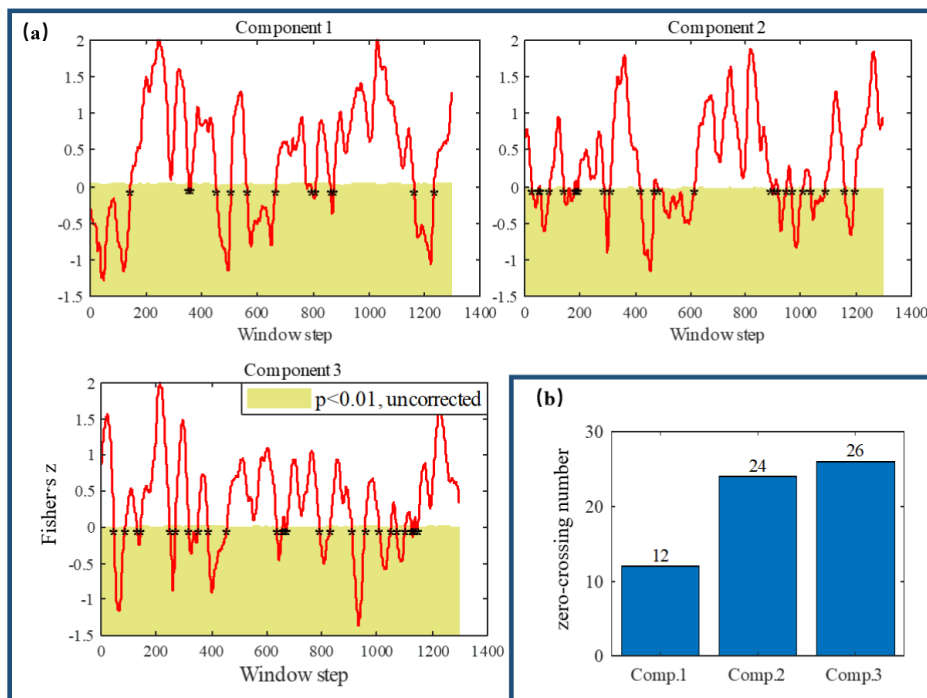 (a)
Component 1
2
1.5
1
0.5
0
-0.5
-1
-1.5
0 200 400 600 800 1000 1200 1400
Window step
Component 2
2
1.5
1
0.5
0
-0.5
-1
-1.5
0 200 400 600 800 1000 1200 1400
Window step
Component 3
p<0.01, uncorrected
Fisher's z
2
1.5
1
0.5
0
-0.5
-1
-1.5
0 200 400 600 800 1000 1200 1400
Window step
(b)
zero-crossing number
30
20
10
0
12
24
26
Comp.1 Comp.2 Comp.3